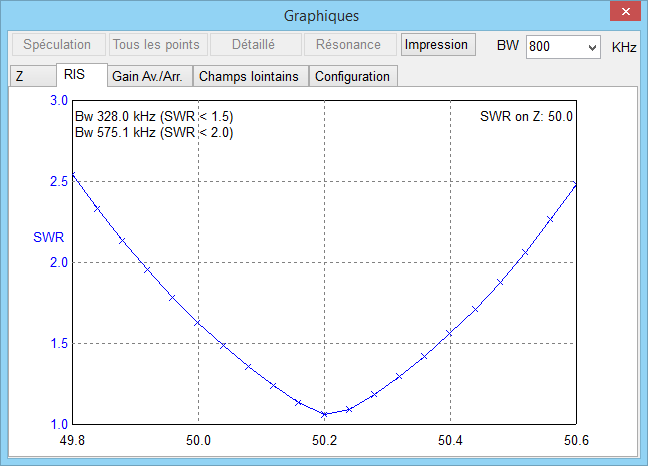 Graphiques
Spéculation Tous les points Détaillé Résonance Impression BW 800 KHz
Z RIS Gain Av./Arr. Champs lointains Configuration
3.0
Bw 328.0 kHz (SWR < 1.5) SWR on Z: 50.0
Bw 575.1 kHz (SWR < 2.0)
2.5
SWR
2.0
1.5
1.0
49.8 50.0 50.2 50.4 50.6